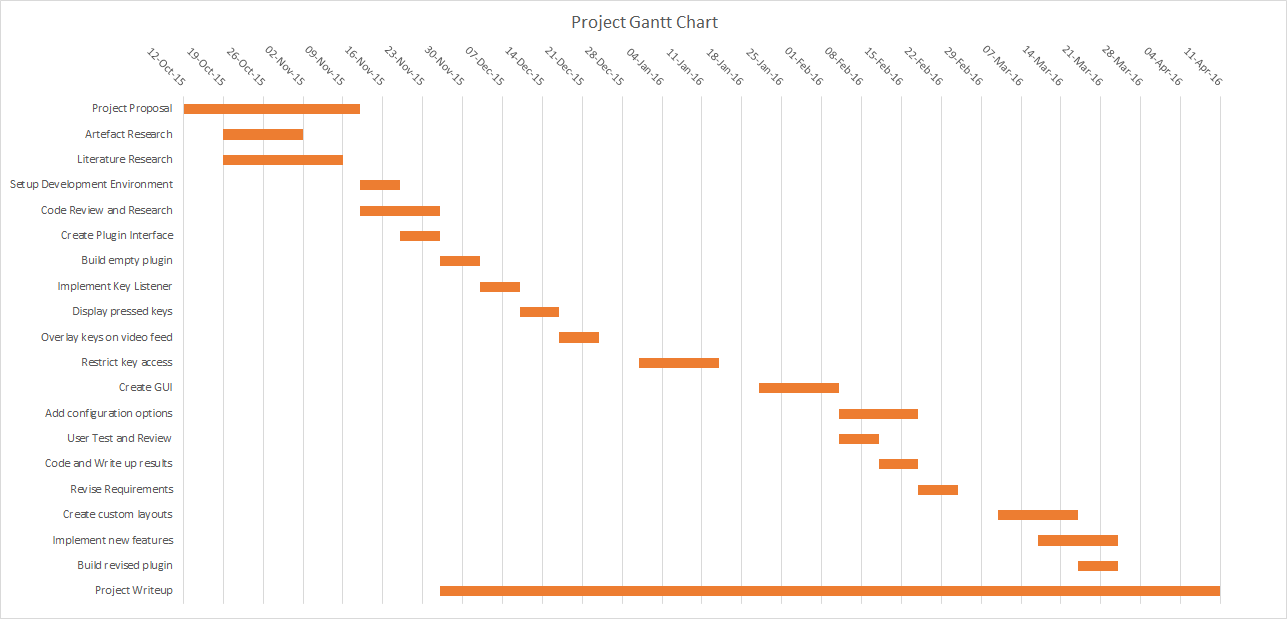 Project Gantt Chart
12-Oct-15
19-Oct-15
26-Oct-15
02-Nov-15
09-Nov-15
16-Nov-15
23-Nov-15
30-Nov-15
07-Dec-15
14-Dec-15
21-Dec-15
28-Dec-15
04-Jan-16
11-Jan-16
18-Jan-16
25-Jan-16
01-Feb-16
08-Feb-16
15-Feb-16
22-Feb-16
29-Feb-16
07-Mar-16
14-Mar-16
21-Mar-16
28-Mar-16
04-Apr-16
11-Apr-16
Project Proposal
Artefact Research
Literature Research
Setup Development Environment
Code Review and Research
Create Plugin Interface
Build empty plugin
Implement Key Listener
Display pressed keys
Overlay keys on video feed
Restrict key access
Create GUI
Add configuration options
User Test and Review
Code and Write up results
Revise Requirements
Create custom layouts
Implement new features
Build revised plugin
Project Writeup